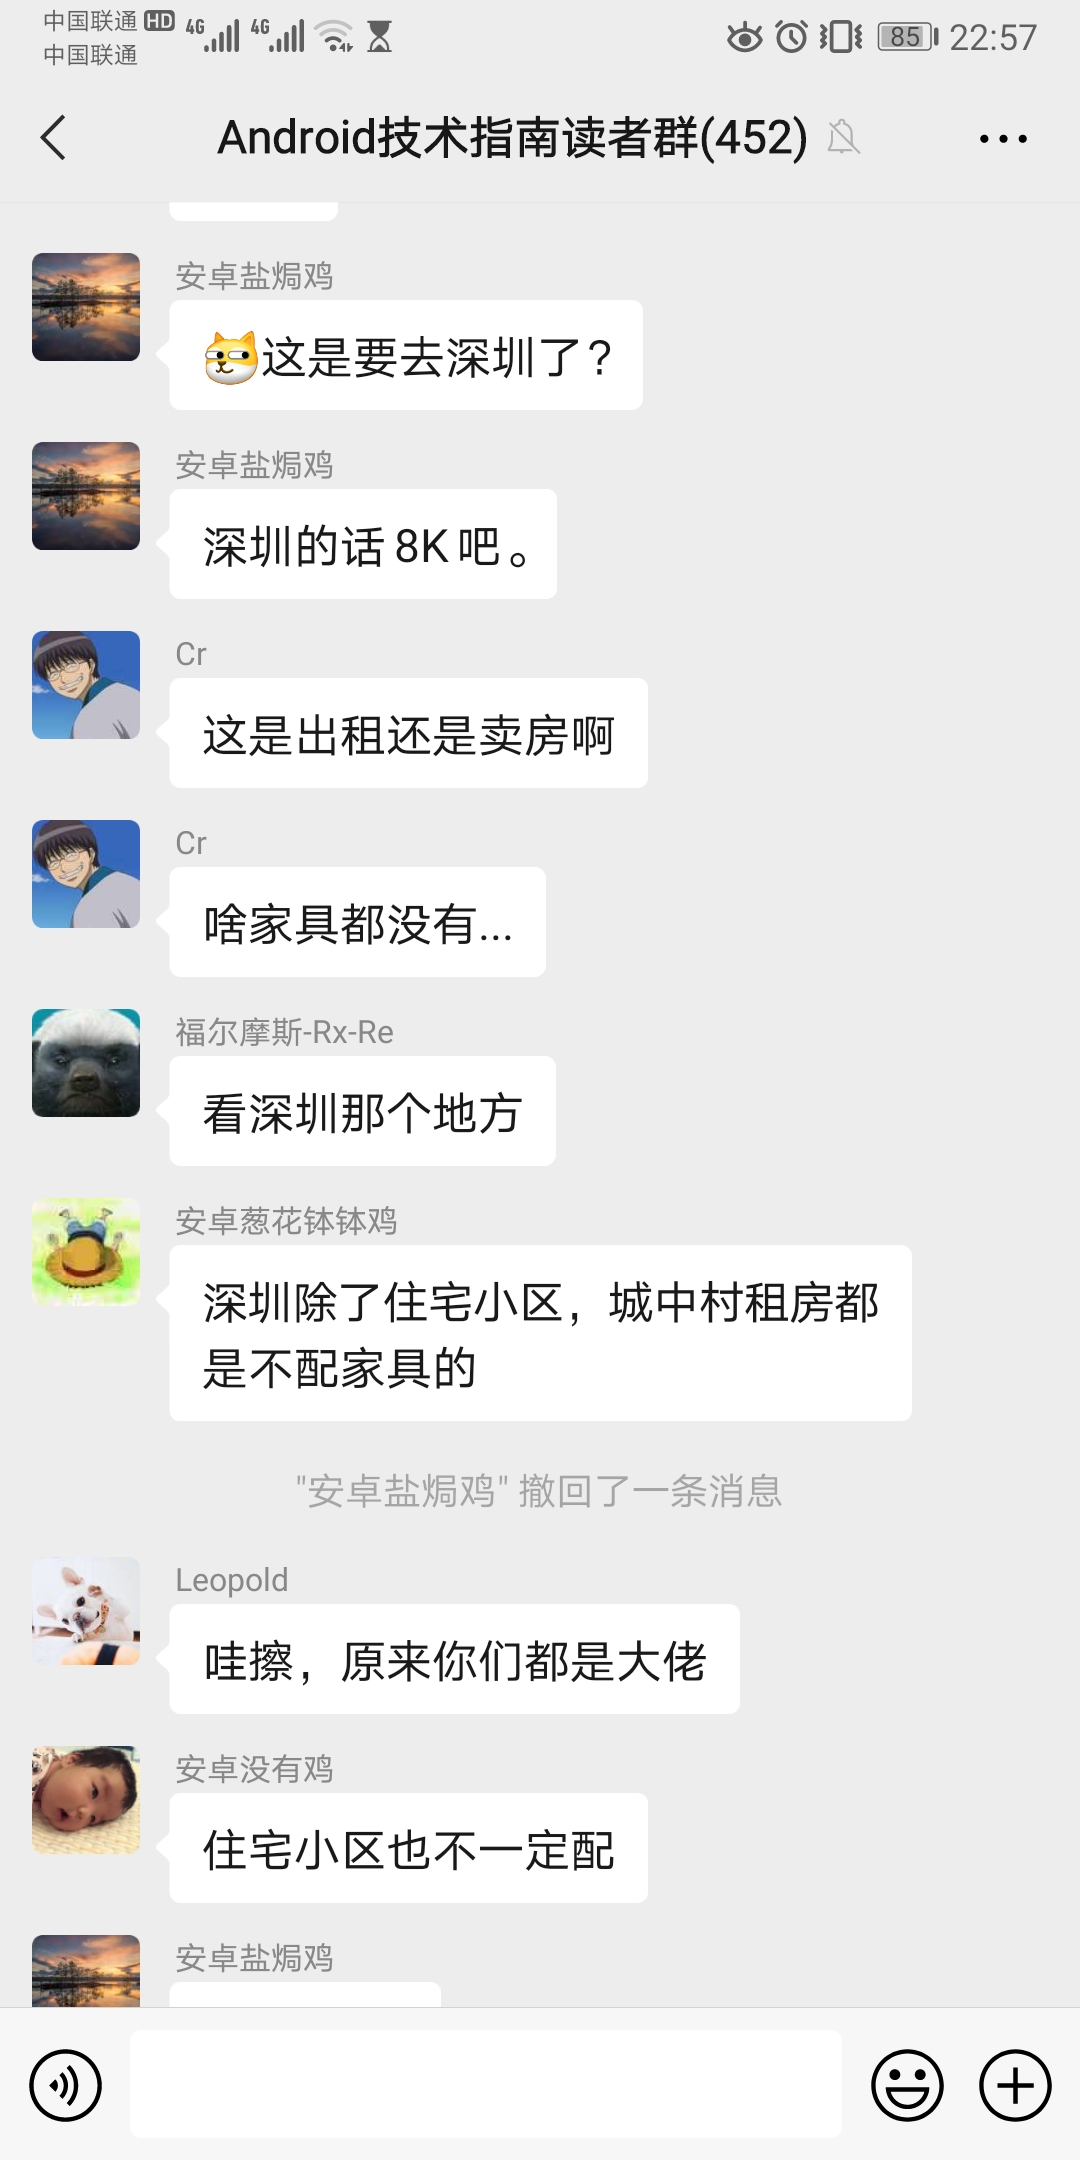 中国联通 HD 4G 4G 85 22:57
中国联通
Android技术指南读者群(452)
安卓盐焗鸡
这是要去深圳了？
安卓盐焗鸡
深圳的话8K吧。
Cr
这是出租还是卖房啊
Cr
啥家具都没有...
福尔摩斯-Rx-Re
看深圳那个地方
安卓葱花钵钵鸡
深圳除了住宅小区，城中村租房都
是不配家具的
"安卓盐焗鸡" 撤回了一条消息
Leopold
哇擦，原来你们都是大佬
安卓没有鸡
住宅小区也不一定配
安卓盐焗鸡